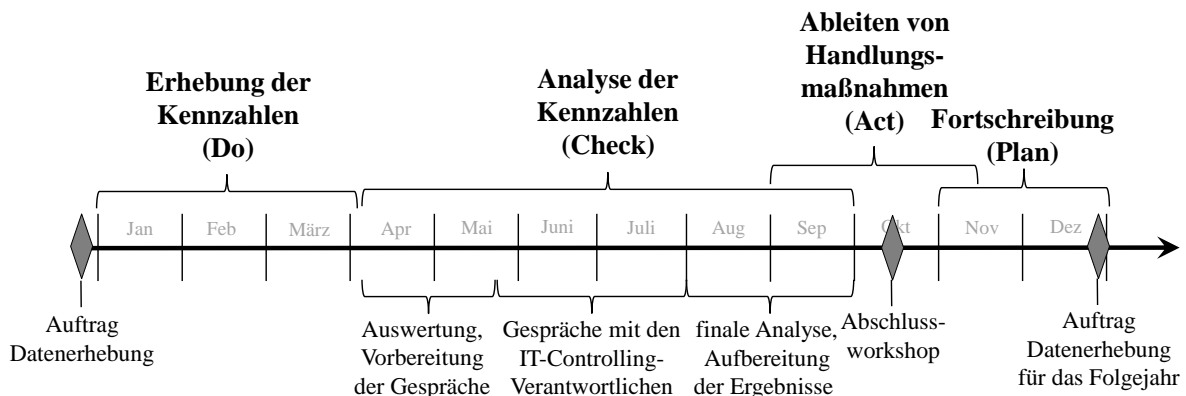 Erhebung der
Kennzahlen
(Do)
Analyse der
Kennzahlen
(Check)
Ableiten von
Handlungs-
maßnahmen
(Act)
Fortschreibung
(Plan)
Jan
Feb
März
Apr
Mai
Juni
Juli
Aug
Sep
Okt
Nov
Dez
Auftrag
Datenerhebung
Auswertung,
Vorbereitung
der Gespräche
Gespräche mit den
IT-Controlling-
Verantwortlichen
finale Analyse,
Aufbereitung
der Ergebnisse
Abschluss-
workshop
Auftrag
Datenerhebung
für das Folgejahr